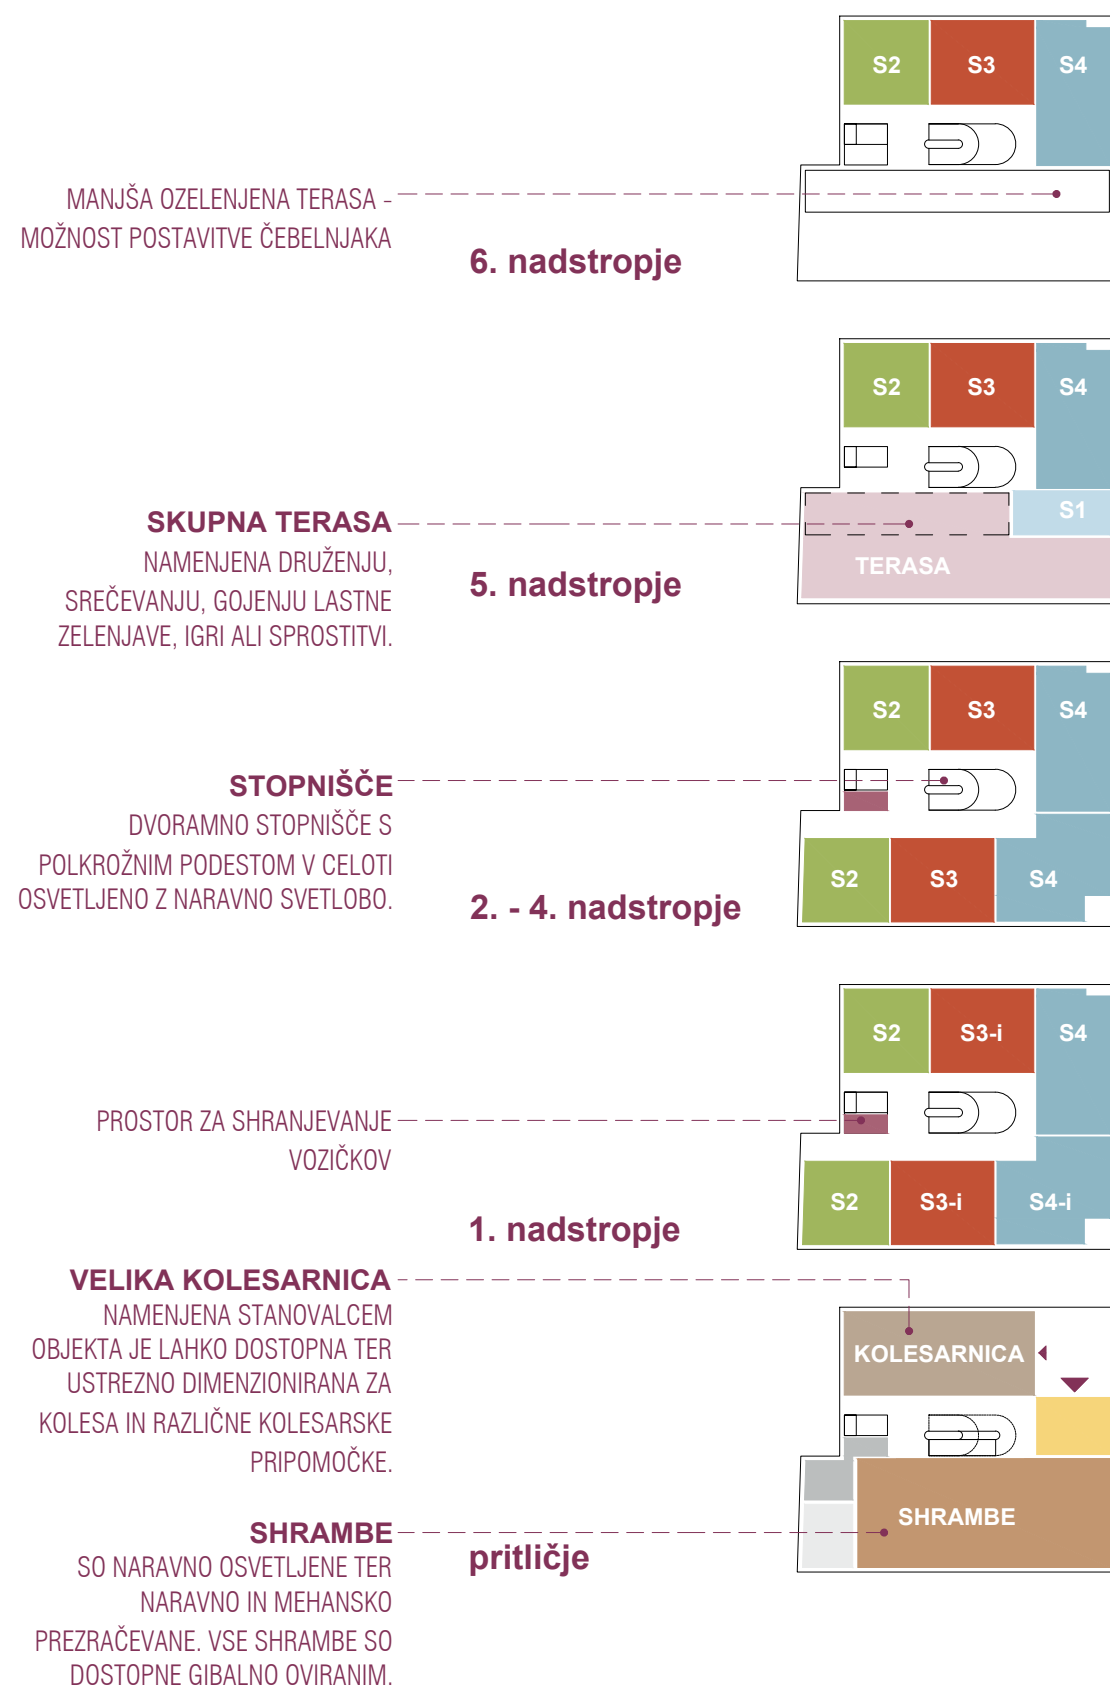 S2 S3 S4
MANJŠA OZELENJENA TERASA -
MOŽNOST POSTAVITVE ČEBELNJAKA
6. nadstropje
S2 S3 S4
S1
TERASA
SKUPNA TERASA
NAMENJENA DRUŽENJU,
SREČEVANJU, GOJENJU LASTNE
ZELENJAVE, IGRI ALI SPROSTITVI.
5. nadstropje
S2 S3 S4
STOPNIŠČE
DVORAMNO STOPNIŠČE S
POLKROŽNIM PODESTOM V CELOTI
OSVETLJENO Z NARAVNO SVETLOBO.
S2 S3 S4
2. - 4. nadstropje
S2 S3-i S4
PROSTOR ZA SHRANJEVANJE
VOZIČKOV
S2 S3-i S4-i
1. nadstropje
VELIKA KOLESARNICA
NAMENJENA STANOVALCEM
OBJEKTA JE LAHKO DOSTOPNA TER
USTREZNO DIMENZIONIRANA ZA
KOLESA IN RAZLIČNE KOLESARSKE
PRIPOMOČKE.
KOLESARNICA
SHRAMBE
SHRAMBE
SO NARAVNO OSVETLJENE TER
NARAVNO IN MEHANSKO
PREZRAČEVANE. VSE SHRAMBE SO
DOSTOPNE GIBALNO OVIRANIM.
pritličje